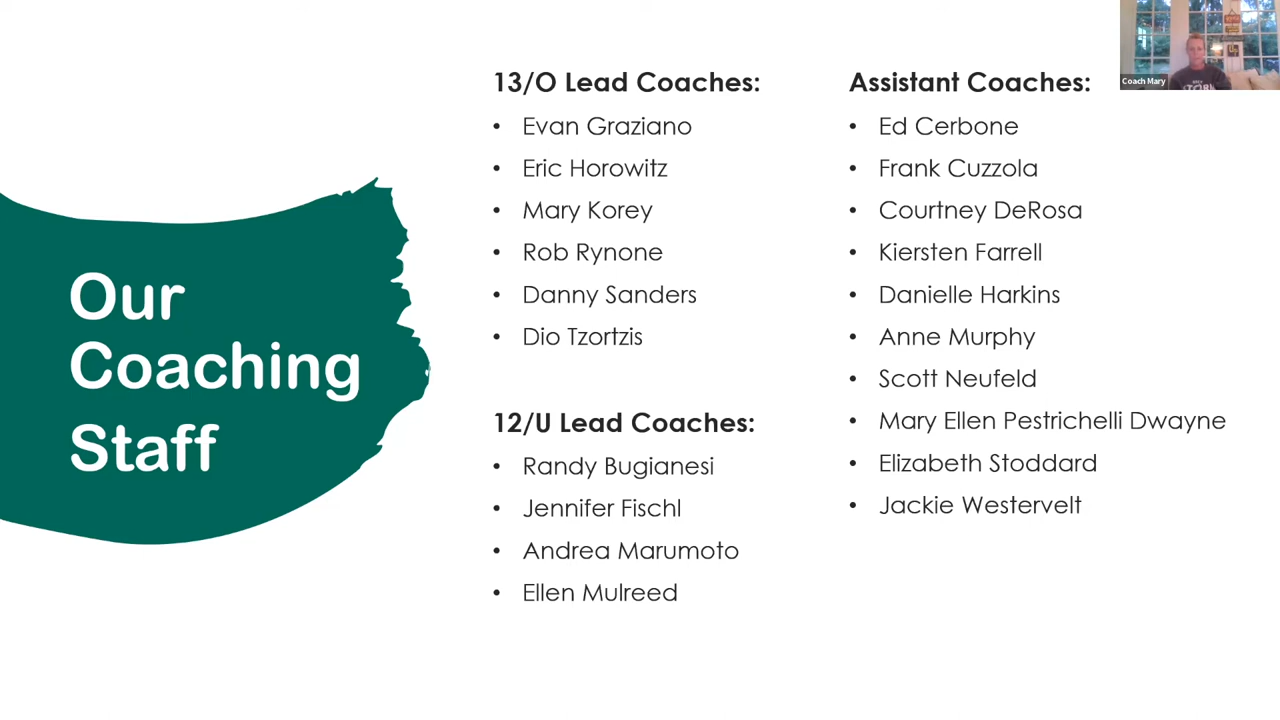 Our
Coaching
Staff
13/O Lead Coaches:
• Evan Graziano
• Eric Horowitz
• Mary Korey
• Rob Rynone
• Danny Sanders
• Dio Tzortzis
12/U Lead Coaches:
• Randy Bugianesi
• Jennifer Fischl
• Andrea Marumoto
• Ellen Mulreed
Assistant Coaches:
• Ed Cerbone
• Frank Cuzzola
• Courtney DeRosa
• Kiersten Farrell
• Danielle Harkins
• Anne Murphy
• Scott Neufeld
• Mary Ellen Pestrichelli Dwayne
• Elizabeth Stoddard
• Jackie Westervelt
Coach Mary